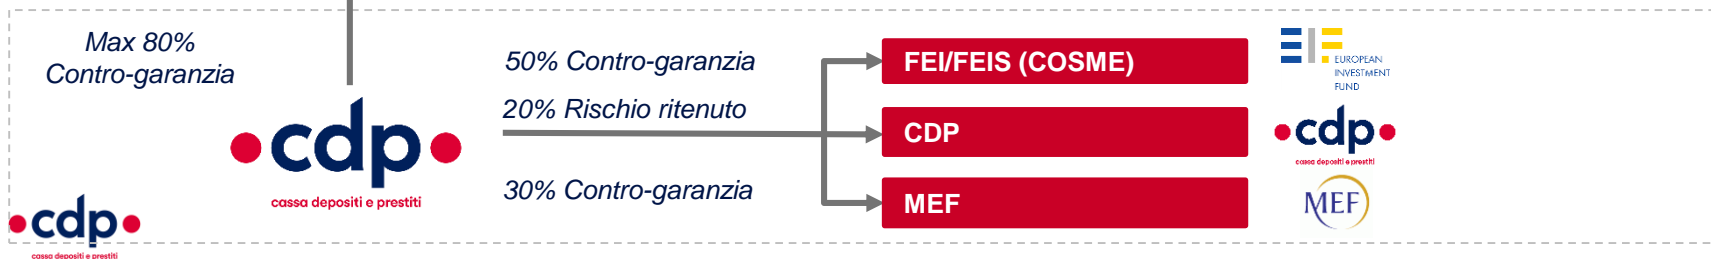 Max 80%
Contro-garanzia
50% Contro-garanzia
20% Rischio ritenuto
30% Contro-garanzia
cdp
cassa depositi e prestiti
FEI/FEIS (COSME)
CDP
MEF
EIF
EUROPEAN
INVESTMENT
FUND
cdp
cassa depositi e prestiti
MEF
cdp
cassa depositi e prestiti